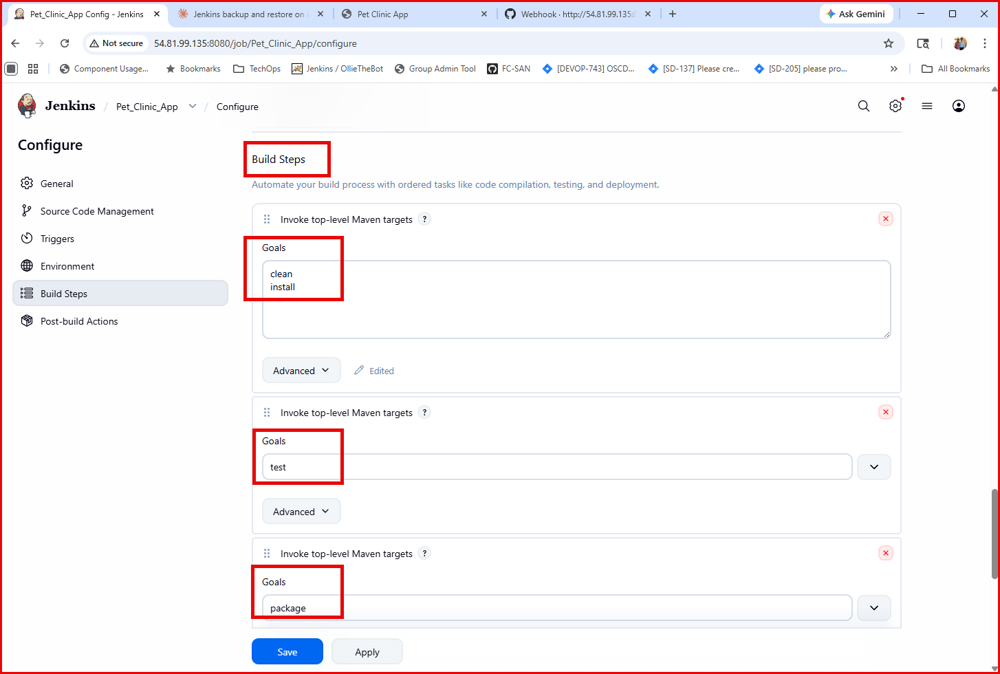 Pet_Clinic_App Config - Jenkins
Jenkins backup and restore on
Pet Clinic App
Webhook · http://54.81.99.135:8
Ask Gemini
Not secure
54.81.99.135:8080/job/Pet_Clinic_App/configure
Component Usage...
Bookmarks
TechOps
Jenkins / OllieTheBot
Group Admin Tool
FC-SAN
[DEVOP-743] OSCD...
[SD-137] Please cre...
[SD-205] please pro...
All Bookmarks
Jenkins / Pet_Clinic_App / Configure
Configure
General
Source Code Management
Triggers
Environment
Build Steps
Post-build Actions
Build Steps
Automate your build process with ordered tasks like code compilation, testing, and deployment.
Invoke top-level Maven targets ?
Goals
clean
install
Advanced
Edited
Invoke top-level Maven targets ?
Goals
test
Advanced
Invoke top-level Maven targets ?
Goals
package
Save
Apply